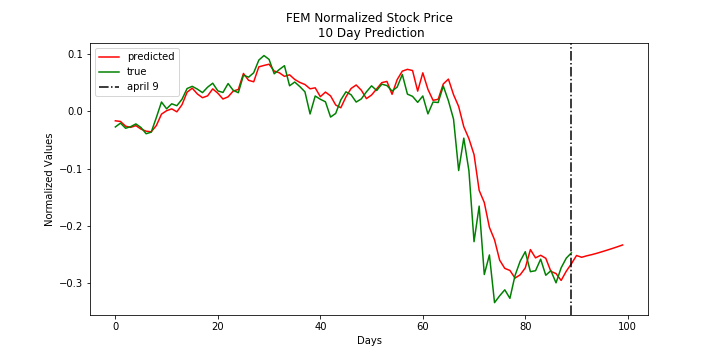 FEM Normalized Stock Price
10 Day Prediction
predicted
true
april 9
Normalized Values
0.1
0.0
−0.1
−0.2
−0.3
0
20
40
60
80
100
Days